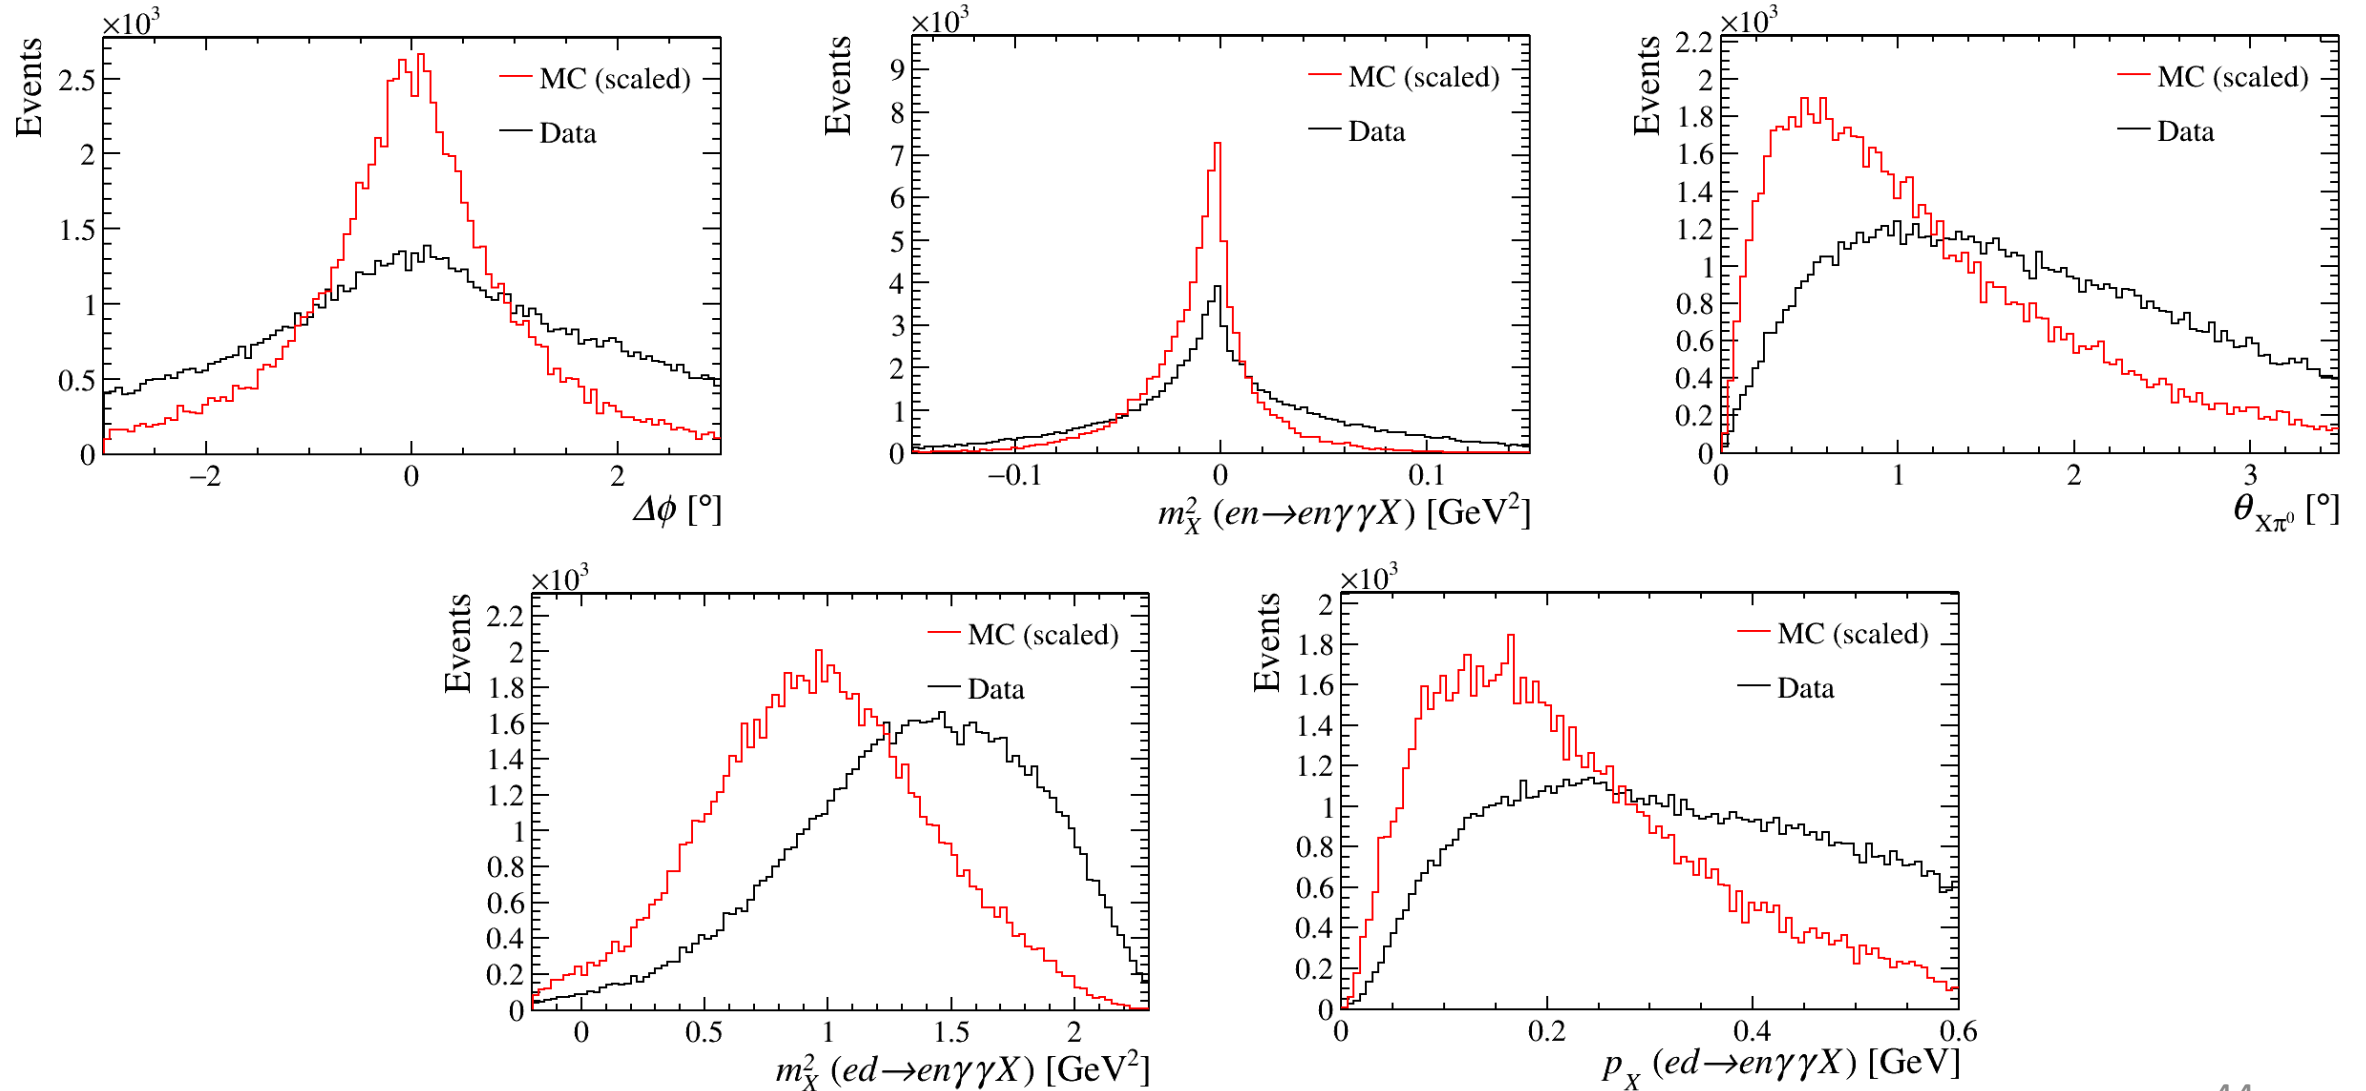 ×10³
Events
2.5
2
1.5
1
0.5
0
−2 0 2
MC (scaled)
Data
Δϕ [°]
×10³
Events
9
8
7
6
5
4
3
2
1
0
−0.1 0 0.1
MC (scaled)
Data
m²_X (en→enγγX) [GeV²]
×10³
Events
2.2
2
1.8
1.6
1.4
1.2
1
0.8
0.6
0.4
0.2
0
0 1 2 3
MC (scaled)
Data
θ_Xπ⁰ [°]
×10³
Events
2.2
2
1.8
1.6
1.4
1.2
1
0.8
0.6
0.4
0.2
0
0 0.5 1 1.5 2
MC (scaled)
Data
m²_X (ed→enγγX) [GeV²]
×10³
Events
2
1.8
1.6
1.4
1.2
1
0.8
0.6
0.4
0.2
0
0 0.2 0.4 0.6
MC (scaled)
Data
p_X (ed→enγγX) [GeV]